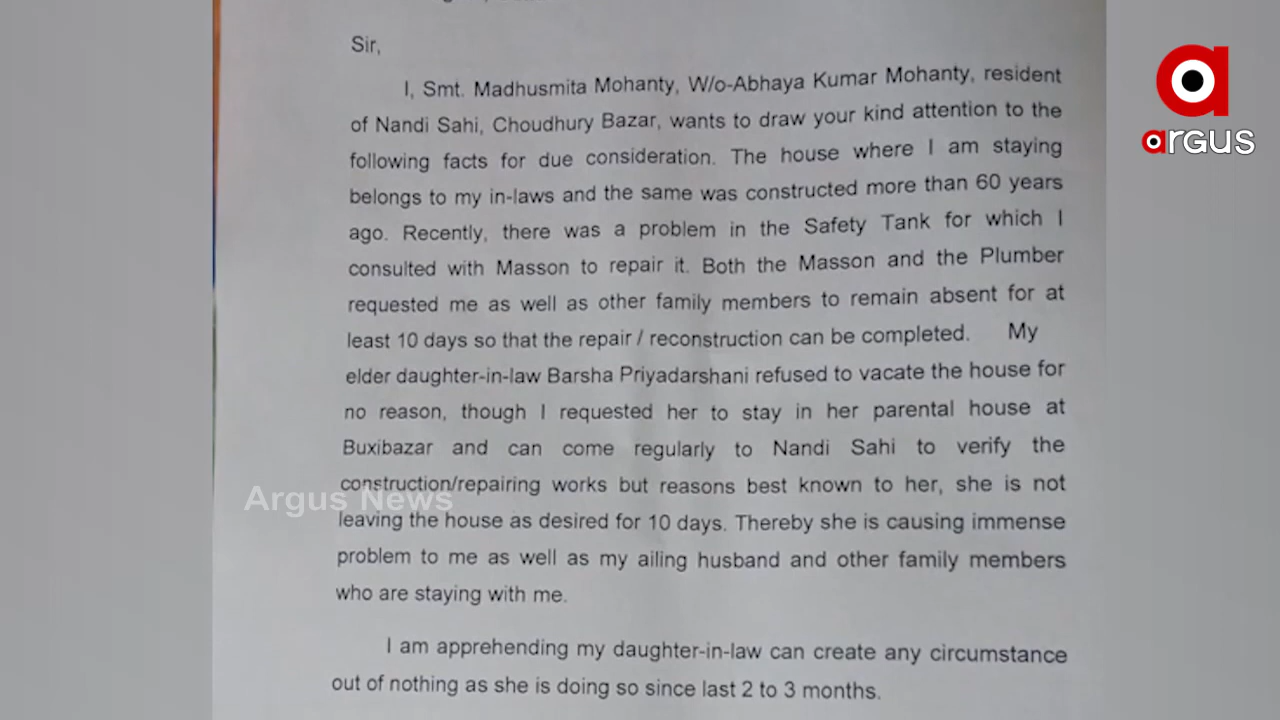 Sir,
I, Smt. Madhusmita Mohanty, W/o-Abhaya Kumar Mohanty, resident
of Nandi Sahi, Choudhury Bazar, wants to draw your kind attention to the
following facts for due consideration. The house where I am staying
belongs to my in-laws and the same was constructed more than 60 years
ago. Recently, there was a problem in the Safety Tank for which I
consulted with Masson to repair it. Both the Masson and the Plumber
requested me as well as other family members to remain absent for at
least 10 days so that the repair / reconstruction can be completed. My
elder daughter-in-law Barsha Priyadarshani refused to vacate the house for
no reason, though I requested her to stay in her parental house at
Buxibazar and can come regularly to Nandi Sahi to verify the
construction/repairing works but reasons best known to her, she is not
leaving the house as desired for 10 days. Thereby she is causing immense
problem to me as well as my ailing husband and other family members
who are staying with me.
I am apprehending my daughter-in-law can create any circumstance
out of nothing as she is doing so since last 2 to 3 months.
argus
Argus News